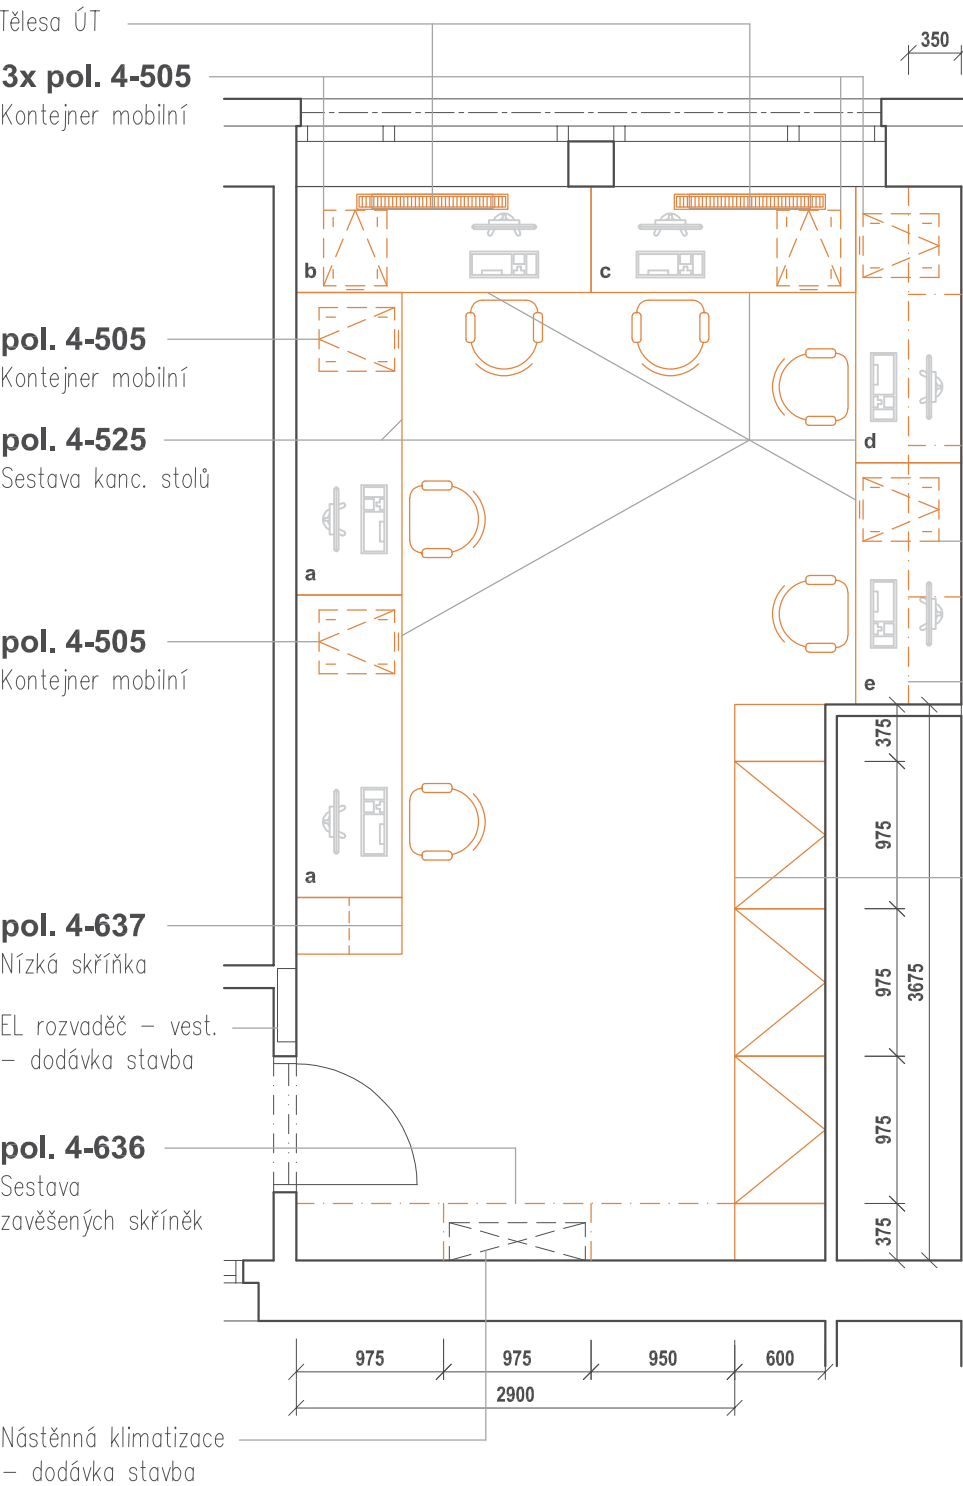 Tělesa ÚT
350
3x pol. 4-505
Kontejner mobilní
b
c
pol. 4-505
Kontejner mobilní
pol. 4-525
d
Sestava kanc. stolů
a
pol. 4-505
Kontejner mobilní
e
375
975
a
pol. 4-637
Nízká skříňka
975
3675
EL rozvaděč – vest.
– dodávka stavba
pol. 4-636
975
Sestava
zavěšených skříněk
375
975
975
950
600
2900
Nástěnná klimatizace
– dodávka stavba